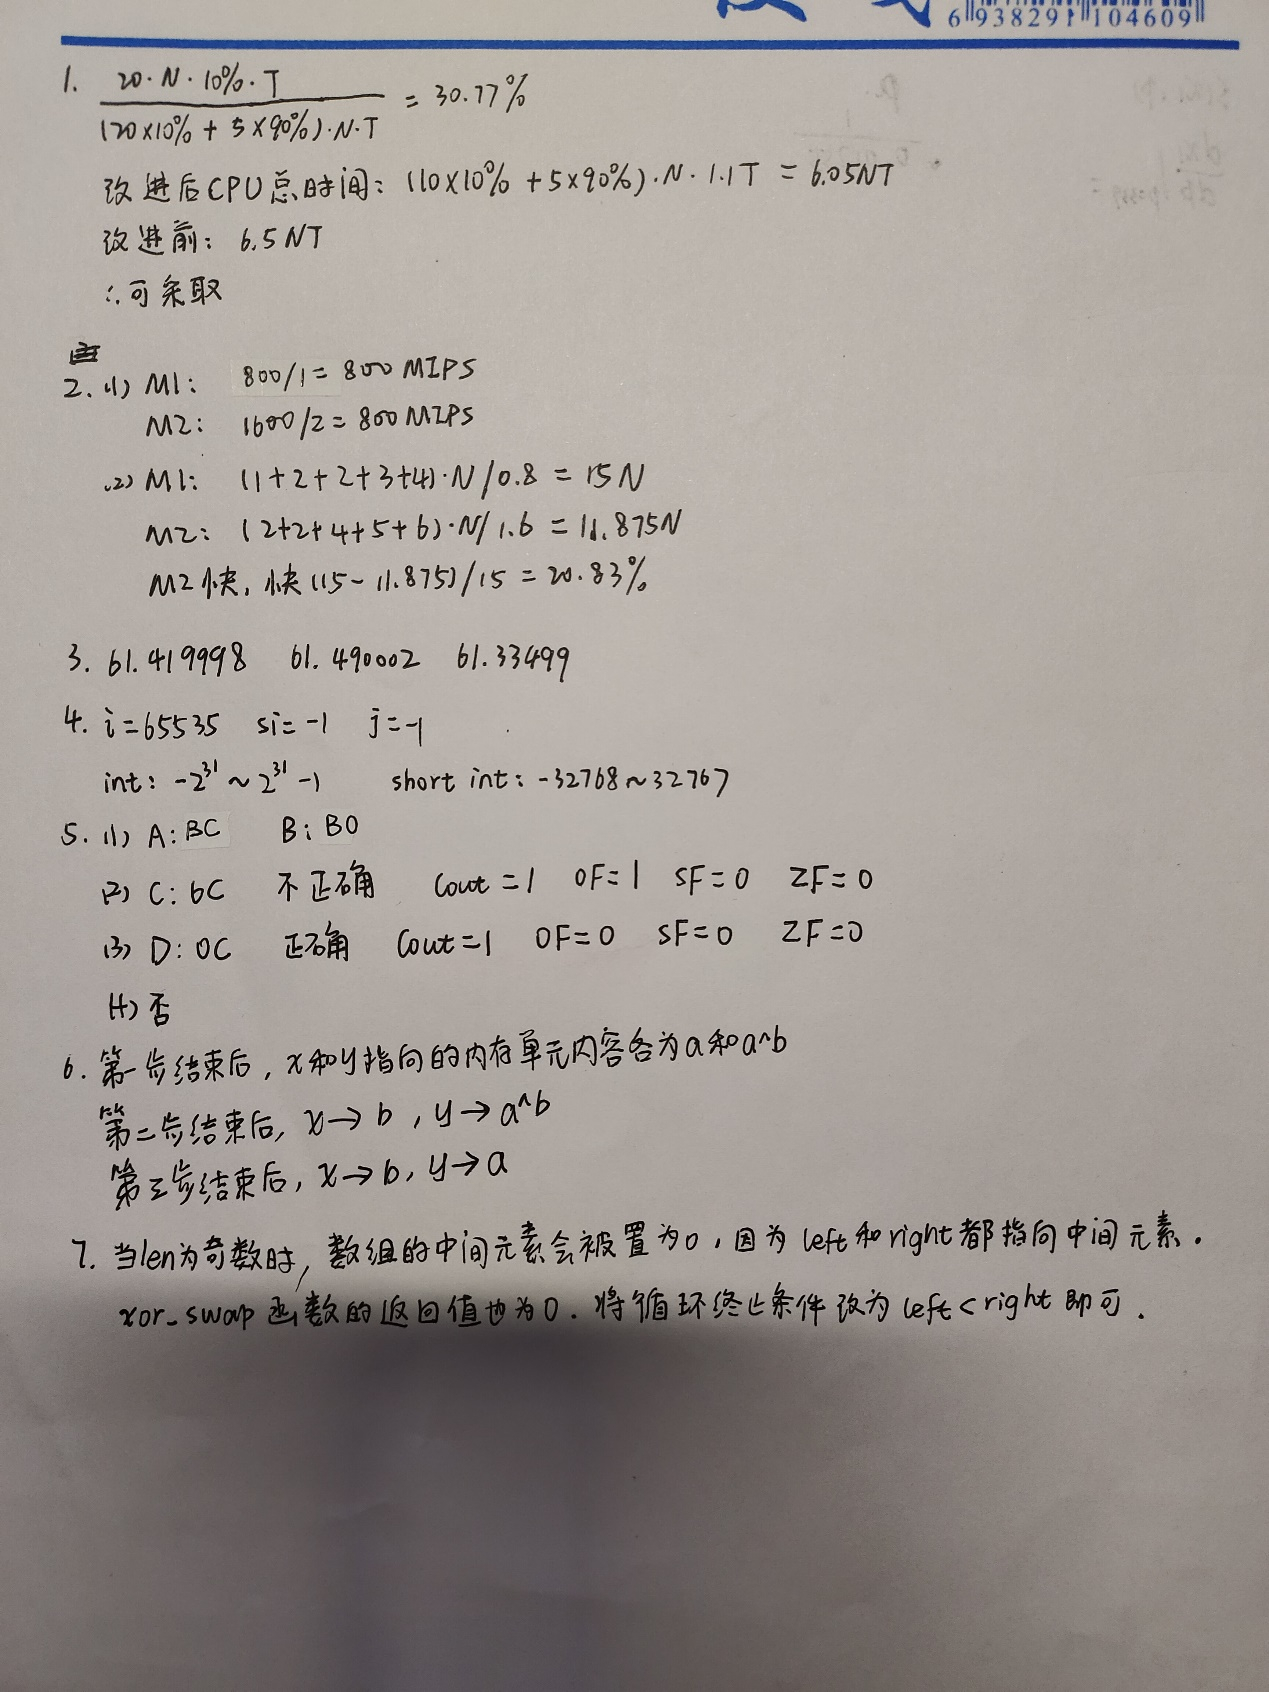 6 938291 104609
1. 20·N·10%·T / (20×10% + 5×90%)·N·T = 30.77%
改进后CPU总时间: (10×10% + 5×90%)·N·1.1T = 6.05NT
改进前: 6.5NT
∴可采取
2. (1) M1: 800/1 = 800 MIPS
M2: 1600/2 = 800 MIPS
(2) M1: (1+2+2+3+4)·N/0.8 = 15N
M2: (2+2+4+5+6)·N/1.6 = 11.875N
M2快, 快(15-11.875)/15 = 20.83%
3. 61.419998 61.490002 61.33499
4. i=65535 si=-1 j=-1
int: -2^31 ~ 2^31 -1 short int: -32768~32767
5. (1) A: BC B: B0
(2) C: 6C 不正确 Cout=1 OF=1 SF=0 ZF=0
(3) D: 0C 正确 Cout=1 OF=0 SF=0 ZF=0
(4) 否
6. 第一步结束后, x和y指向的内存单元内容各为a和a^b
第二步结束后, x→b, y→a^b
第三步结束后, x→b, y→a
7. 当len为奇数时, 数组的中间元素会被置为0, 因为left和right都指向中间元素.
xor_swap函数的返回值也为0. 将循环终止条件改为left<right即可.